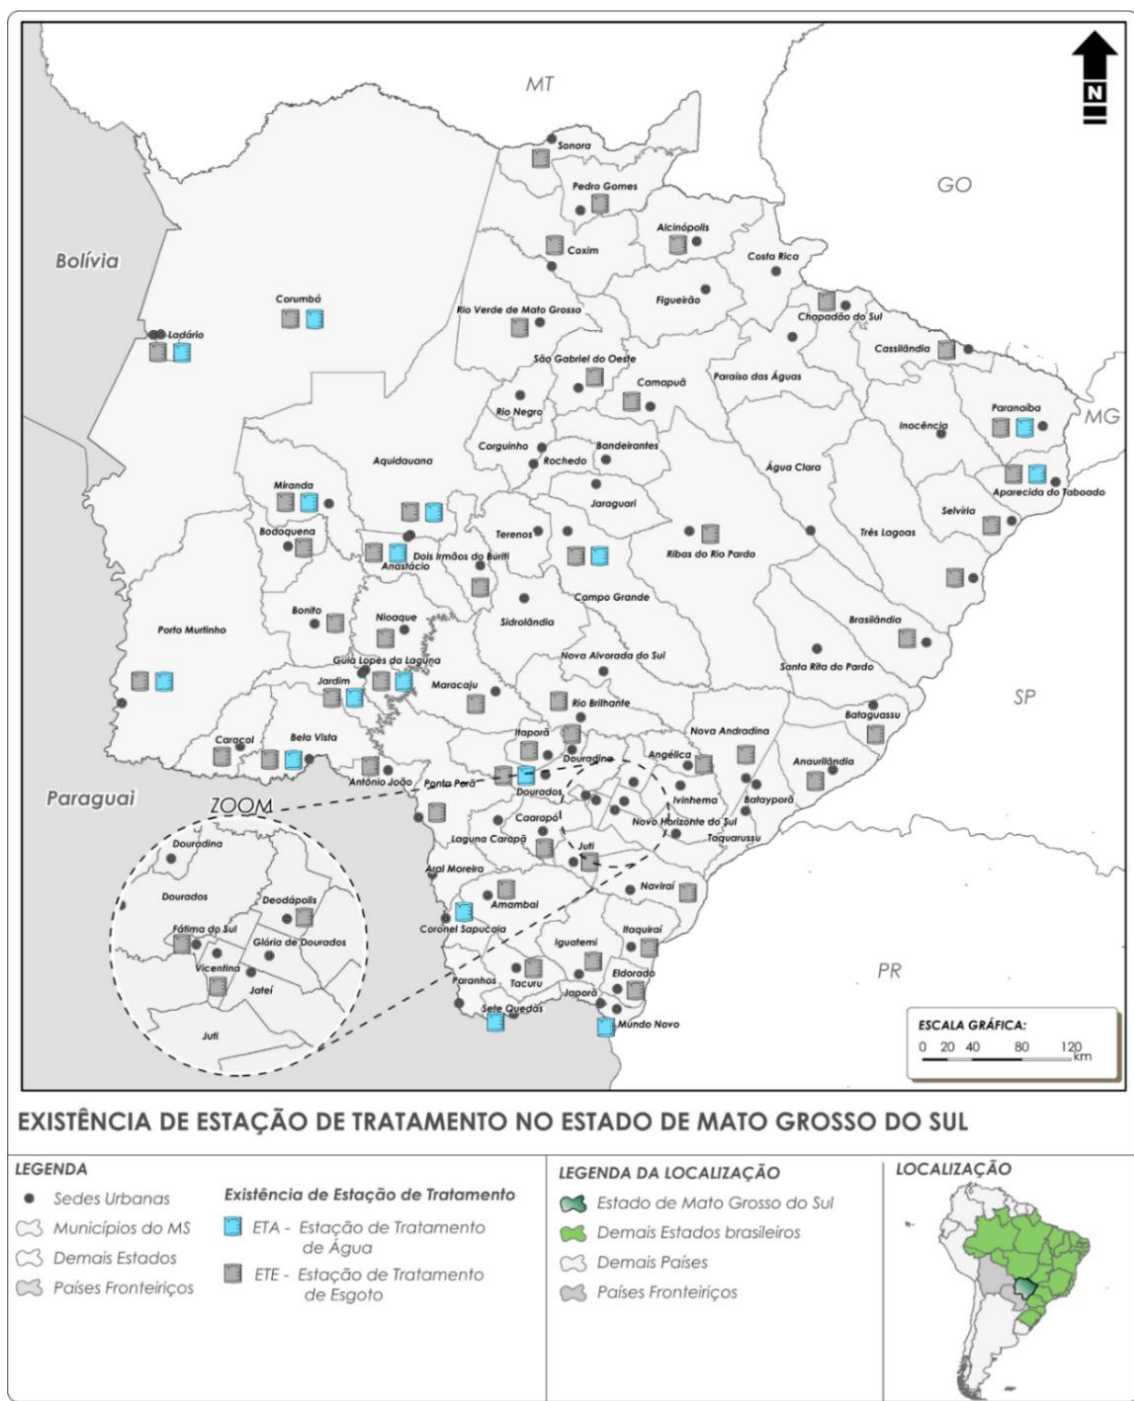 MT
N
Sonora
GO
Pedro Gomes
Alcinópolis
Coxim
Costa Rica
Bolívia
Corumbá
Figueirão
Rio Verde de Mato Grosso
Chapadão do Sul
Ladário
Cassilândia
São Gabriel do Oeste
Paraíso das Águas
Camapuã
Rio Negro
Paranaíba
MG
Inocência
Corguinho
Bandeirantes
Aquidauana
Rochedo
Água Clara
Miranda
Aparecida do Taboado
Jaraguari
Selvíria
Bodoquena
Terenos
Três Lagoas
Dois Irmãos do Buriti
Ribas do Rio Pardo
Anastácio
Campo Grande
Bonito
Nioaque
Sidrolândia
Brasilândia
Porto Murtinho
Nova Alvorada do Sul
Guia Lopes da Laguna
Santa Rita do Pardo
Jardim
Maracaju
SP
Rio Brilhante
Bataguassu
Itaporã
Nova Andradina
Caracol
Bela Vista
Angélica
Douradina
Anaurilândia
Antônio João
Ponta Porã
Paraguai
Dourados
Ivinhema
Batayporã
ZOOM
Caarapó
Novo Horizonte do Sul
Laguna Carapã
Taquarussu
Douradina
Juti
Aral Moreira
Dourados
Deodápolis
Amambai
Naviraí
Fátima do Sul
Coronel Sapucaia
Itaquiraí
Glória de Dourados
Iguatemi
Vicentina
Eldorado
PR
Paranhos
Tacuru
Jateí
Japorã
Sete Quedas
Mundo Novo
Juti
ESCALA GRÁFICA:
0 20 40 80 120
km
EXISTÊNCIA DE ESTAÇÃO DE TRATAMENTO NO ESTADO DE MATO GROSSO DO SUL
LEGENDA
Sedes Urbanas
Municípios do MS
Demais Estados
Países Fronteiriços
Existência de Estação de Tratamento
ETA - Estação de Tratamento
de Água
ETE - Estação de Tratamento
de Esgoto
LEGENDA DA LOCALIZAÇÃO
Estado de Mato Grosso do Sul
Demais Estados brasileiros
Demais Países
Países Fronteiriços
LOCALIZAÇÃO